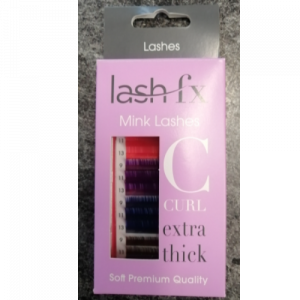 Lashes
lash fx
Mink Lashes
C
CURL
extra
thick
Soft Premium Quality